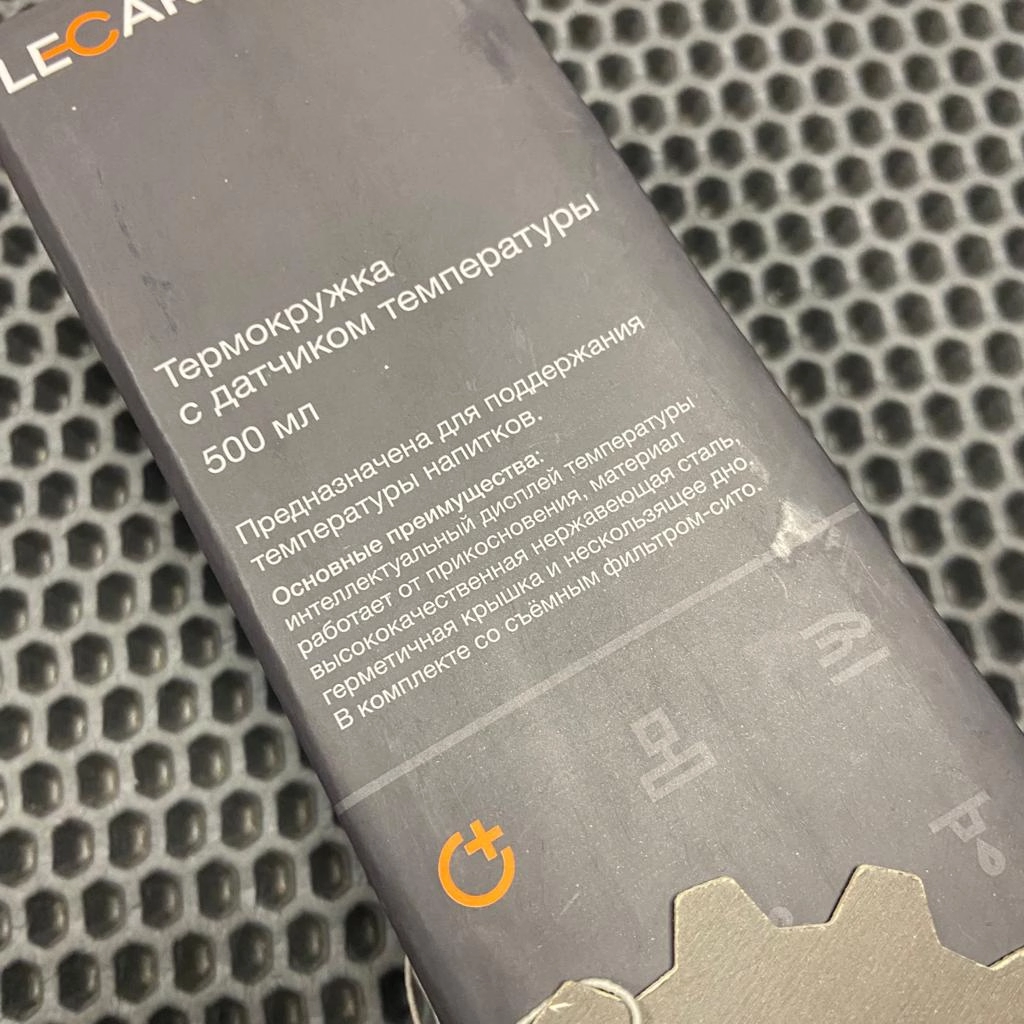 LECAR
Термокружка
с датчиком температуры
500 мл
Предназначена для поддержания
температуры напитков.
Основные преимущества:
интеллектуальный дисплей температуры
работает от прикосновения, материал
высококачественная нержавеющая сталь,
герметичная крышка и нескользящее дно.
В комплекте со съёмным фильтром-сито.